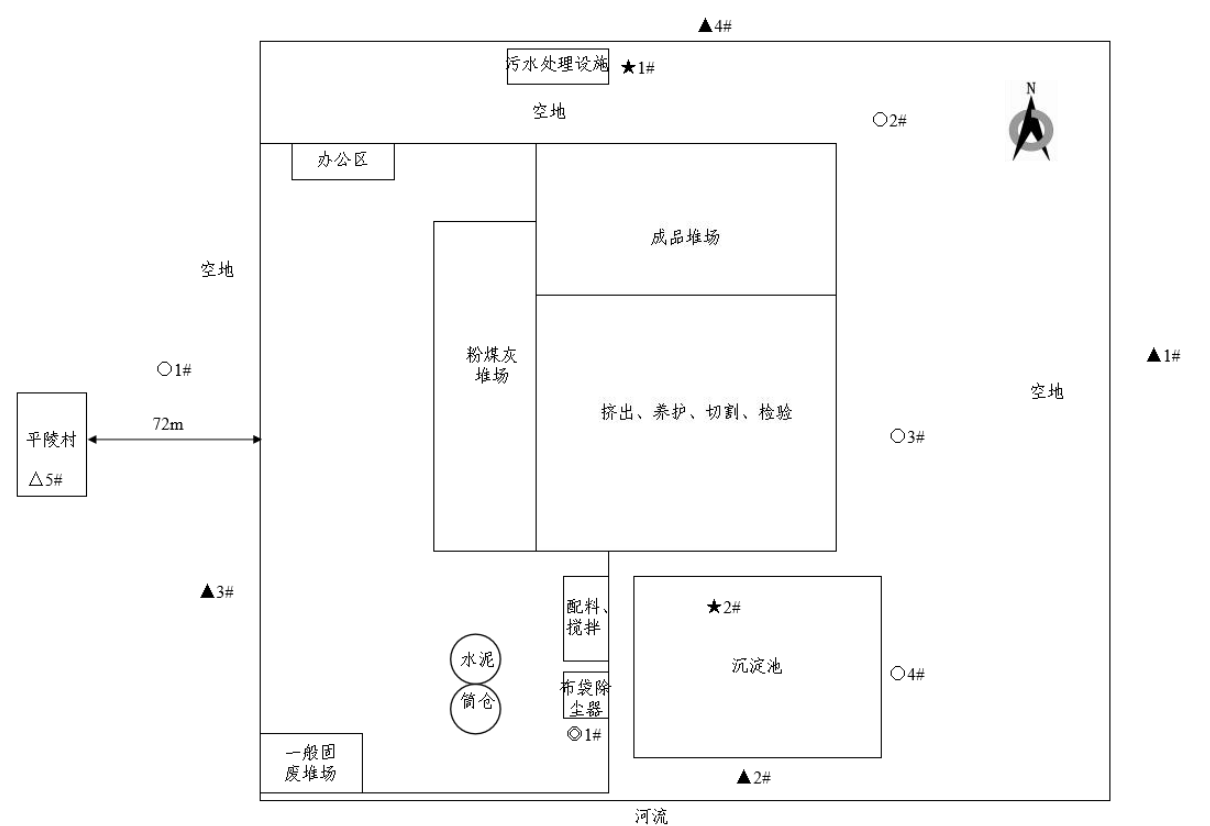 ▲4#
污水处理设施
★1#
空地
N
○2#
办公区
成品堆场
空地
粉煤灰
堆场
▲1#
○1#
空地
挤出、养护、切割、检验
72m
平陵村
○3#
△5#
▲3#
配料、
搅拌
★2#
水泥
沉淀池
○4#
筒仓
布袋除
尘器
◎1#
一般固
废堆场
▲2#
河流